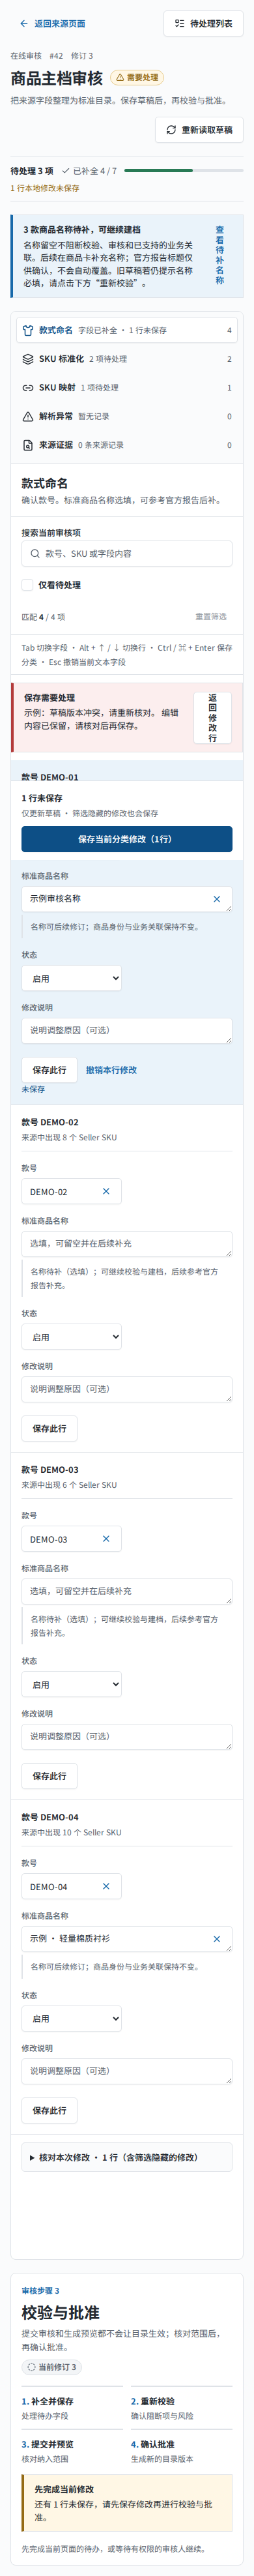 返回来源页面
待处理列表
在线审核 #42 修订 3
商品主档审核
需要处理
把来源字段整理为标准目录。保存草稿后，再校验与批准。
重新读取草稿
待处理 3 项
已补全 4 / 7
1 行本地修改未保存
3 款商品名称待补，可继续建档
名称留空不阻断校验、审核和已支持的业务关
联。后续在商品卡补充名称；官方报告标题仅
供确认，不会自动覆盖。旧草稿若仍提示名称
必填，请点击下方“重新校验”。
查
看
待
补
名
称
款式命名 字段已补全 • 1 行未保存 4
SKU 标准化 2 项待处理 2
SKU 映射 1 项待处理 1
解析异常 暂无记录 0
来源证据 0 条来源记录 0
款式命名
确认款号。标准商品名称选填，可参考官方报告后补。
搜索当前审核项
款号、SKU 或字段内容
仅看待处理
匹配 4 / 4 项
重置筛选
Tab 切换字段 • Alt + ↑ / ↓ 切换行 • Ctrl / ⌘ + Enter 保存
分类 • Esc 撤销当前文本字段
保存需要处理
示例：草稿版本冲突，请重新核对。 编辑
内容已保留，请核对后再保存。
返
回
修
改
行
款号 DEMO-01
1 行未保存
仅更新草稿 • 筛选隐藏的修改也会保存
保存当前分类修改（1行）
标准商品名称
示例审核名称
名称可后续修订；商品身份与业务关联保持不变。
状态
启用
修改说明
说明调整原因（可选）
保存此行
撤销本行修改
未保存
款号 DEMO-02
来源中出现 8 个 Seller SKU
款号
DEMO-02
标准商品名称
选填，可留空并在后续补充
名称待补（选填）；可继续校验与建档，后续参考官方
报告补充。
状态
启用
修改说明
说明调整原因（可选）
保存此行
款号 DEMO-03
来源中出现 6 个 Seller SKU
款号
DEMO-03
标准商品名称
选填，可留空并在后续补充
名称待补（选填）；可继续校验与建档，后续参考官方
报告补充。
状态
启用
修改说明
说明调整原因（可选）
保存此行
款号 DEMO-04
来源中出现 10 个 Seller SKU
款号
DEMO-04
标准商品名称
示例 • 轻量棉质衬衫
名称可后续修订；商品身份与业务关联保持不变。
状态
启用
修改说明
说明调整原因（可选）
保存此行
核对本次修改 • 1 行（含筛选隐藏的修改）
审核步骤 3
校验与批准
提交审核和生成预览都不会让目录生效；核对范围后，
再确认批准。
当前修订 3
1. 补全并保存
处理待办字段
2. 重新校验
确认阻断项与风险
3. 提交并预览
核对纳入范围
4. 确认批准
生成新的目录版本
先完成当前修改
还有 1 行未保存，请先保存修改再进行校验与批
准。
先完成当前页面的待办，或等待有权限的审核人继续。